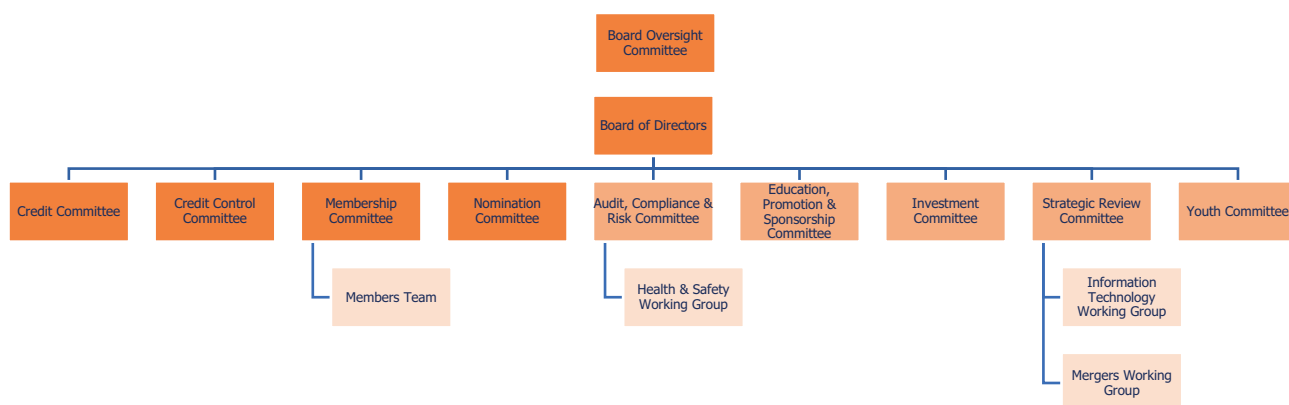 Board Oversight
Committee
Board of Directors
Credit Committee
Credit Control
Committee
Membership
Committee
Nomination
Committee
Audit, Compliance &
Risk Committee
Education,
Promotion &
Sponsorship
Committee
Investment
Committee
Strategic Review
Committee
Youth Committee
Members Team
Health & Safety
Working Group
Information
Technology
Working Group
Mergers Working
Group